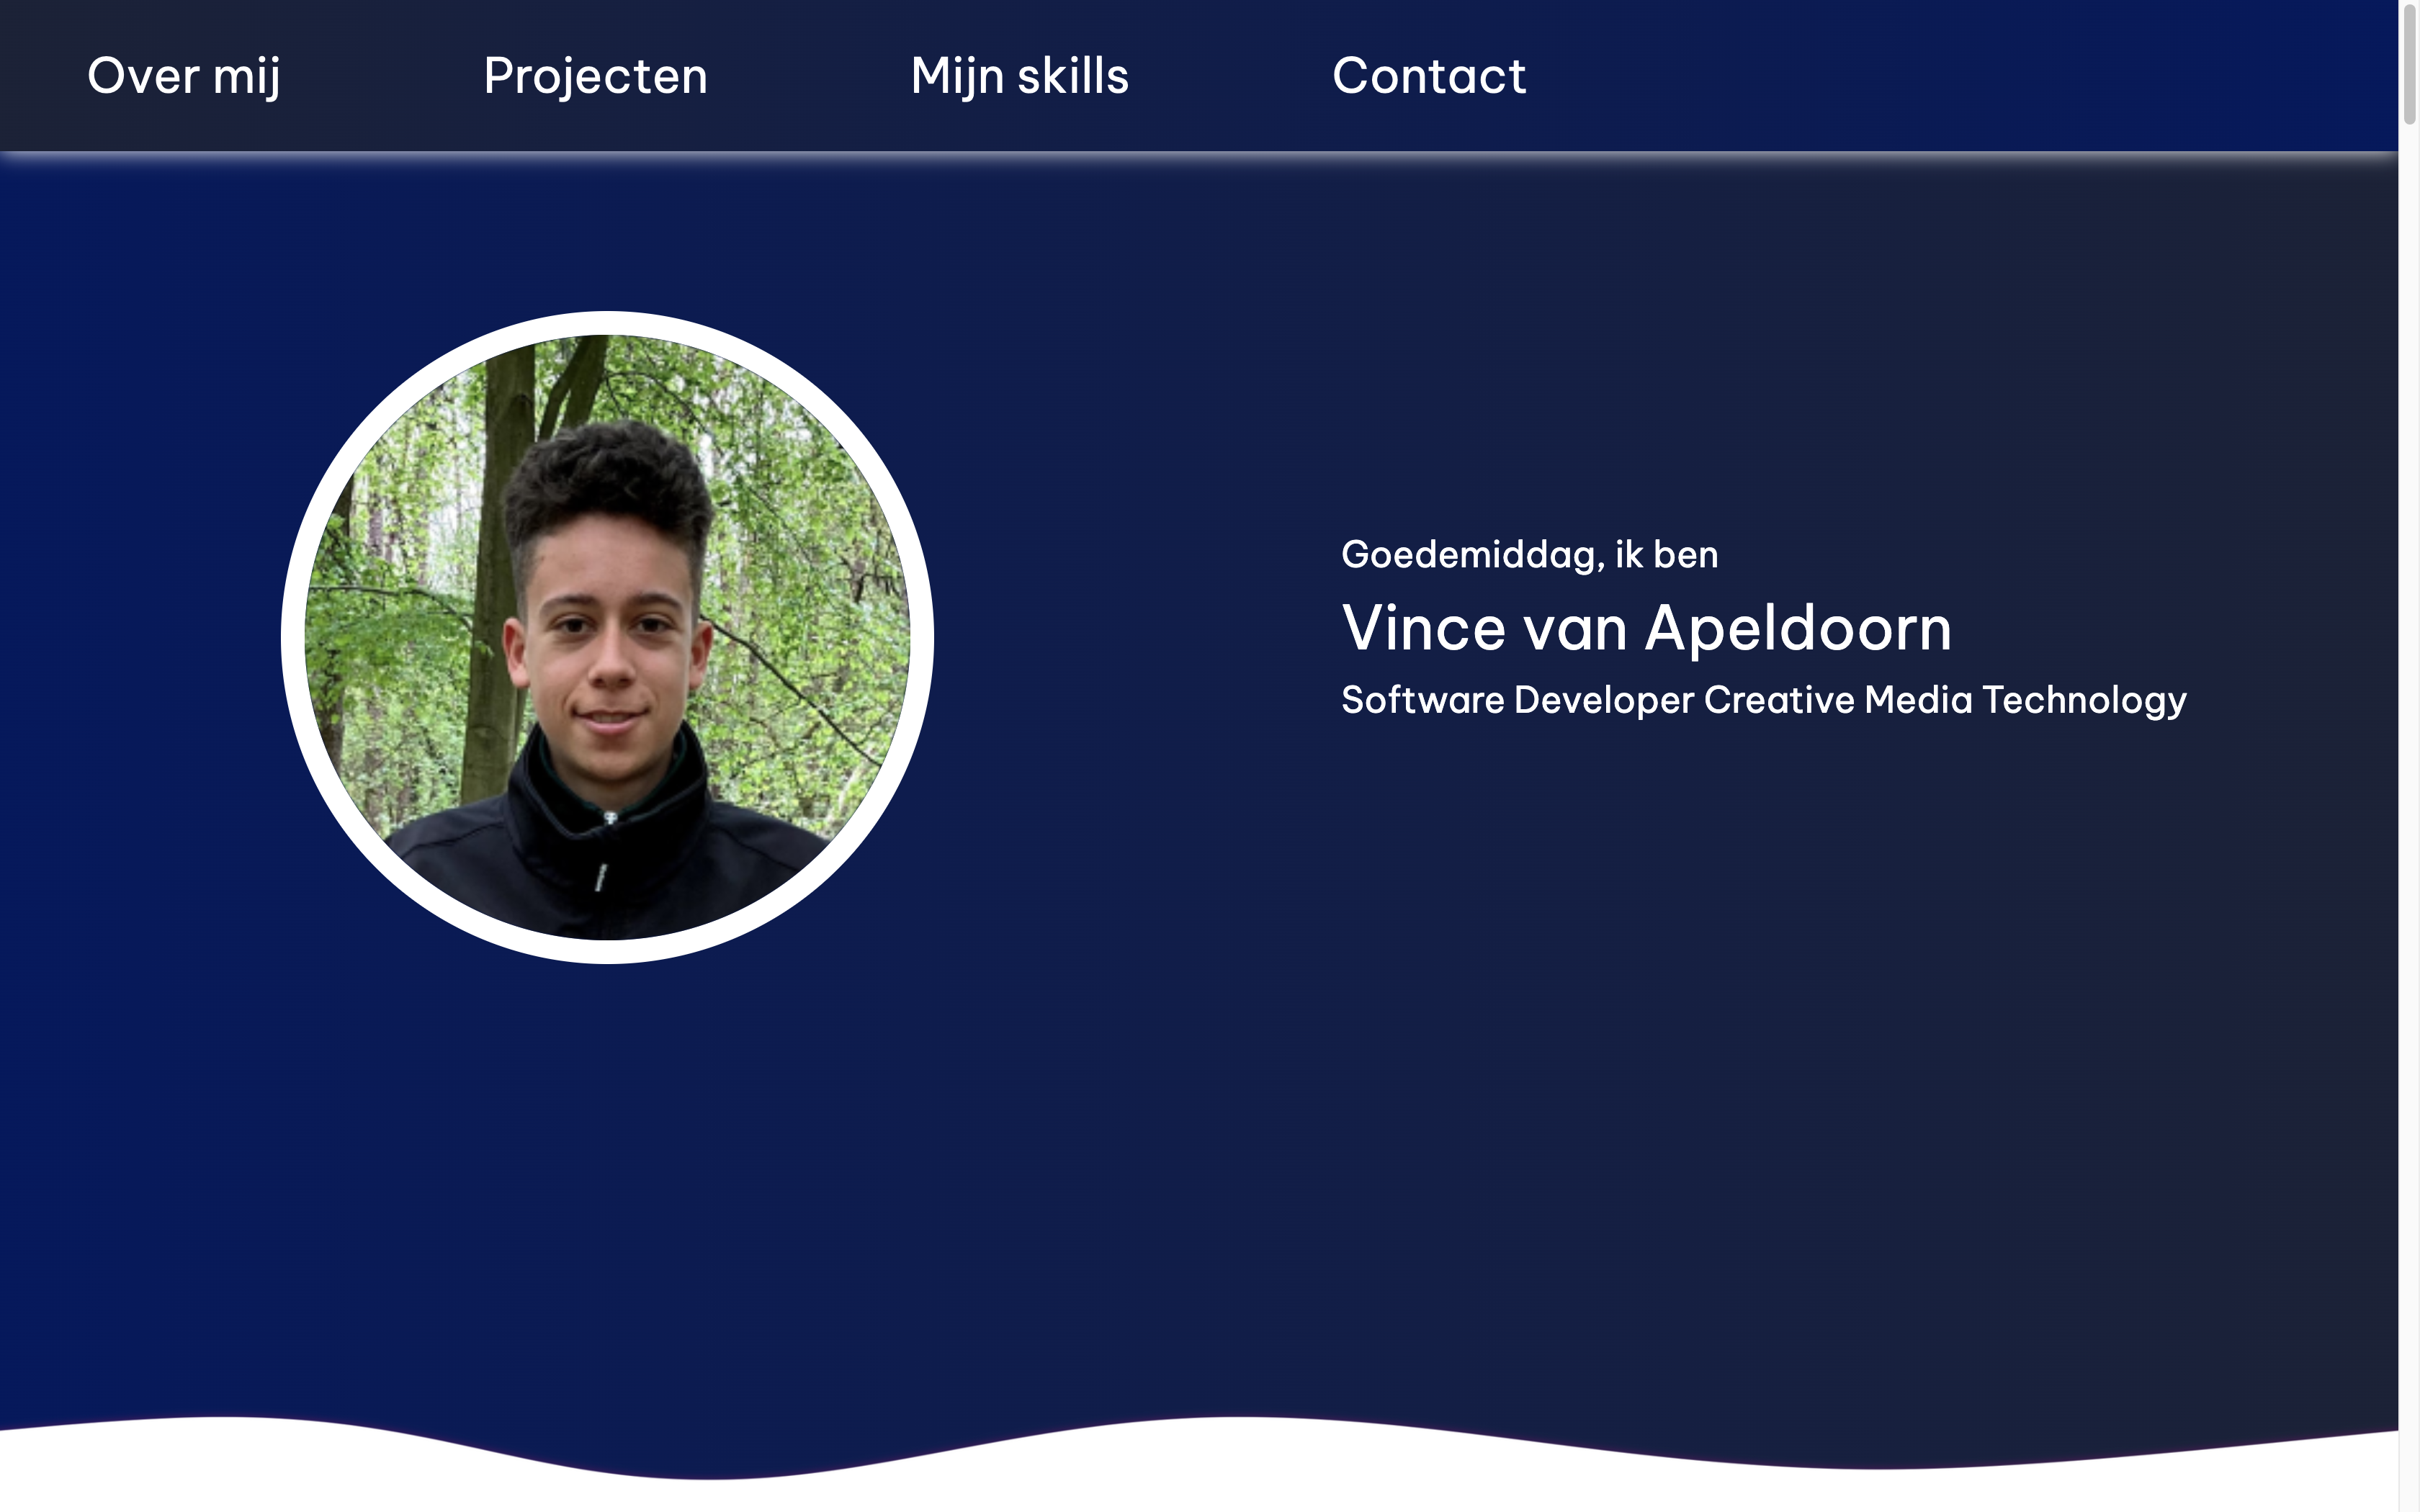 Over mij
Projecten
Mijn skills
Contact
Goedemiddag, ik ben
Vince van Apeldoorn
Software Developer Creative Media Technology